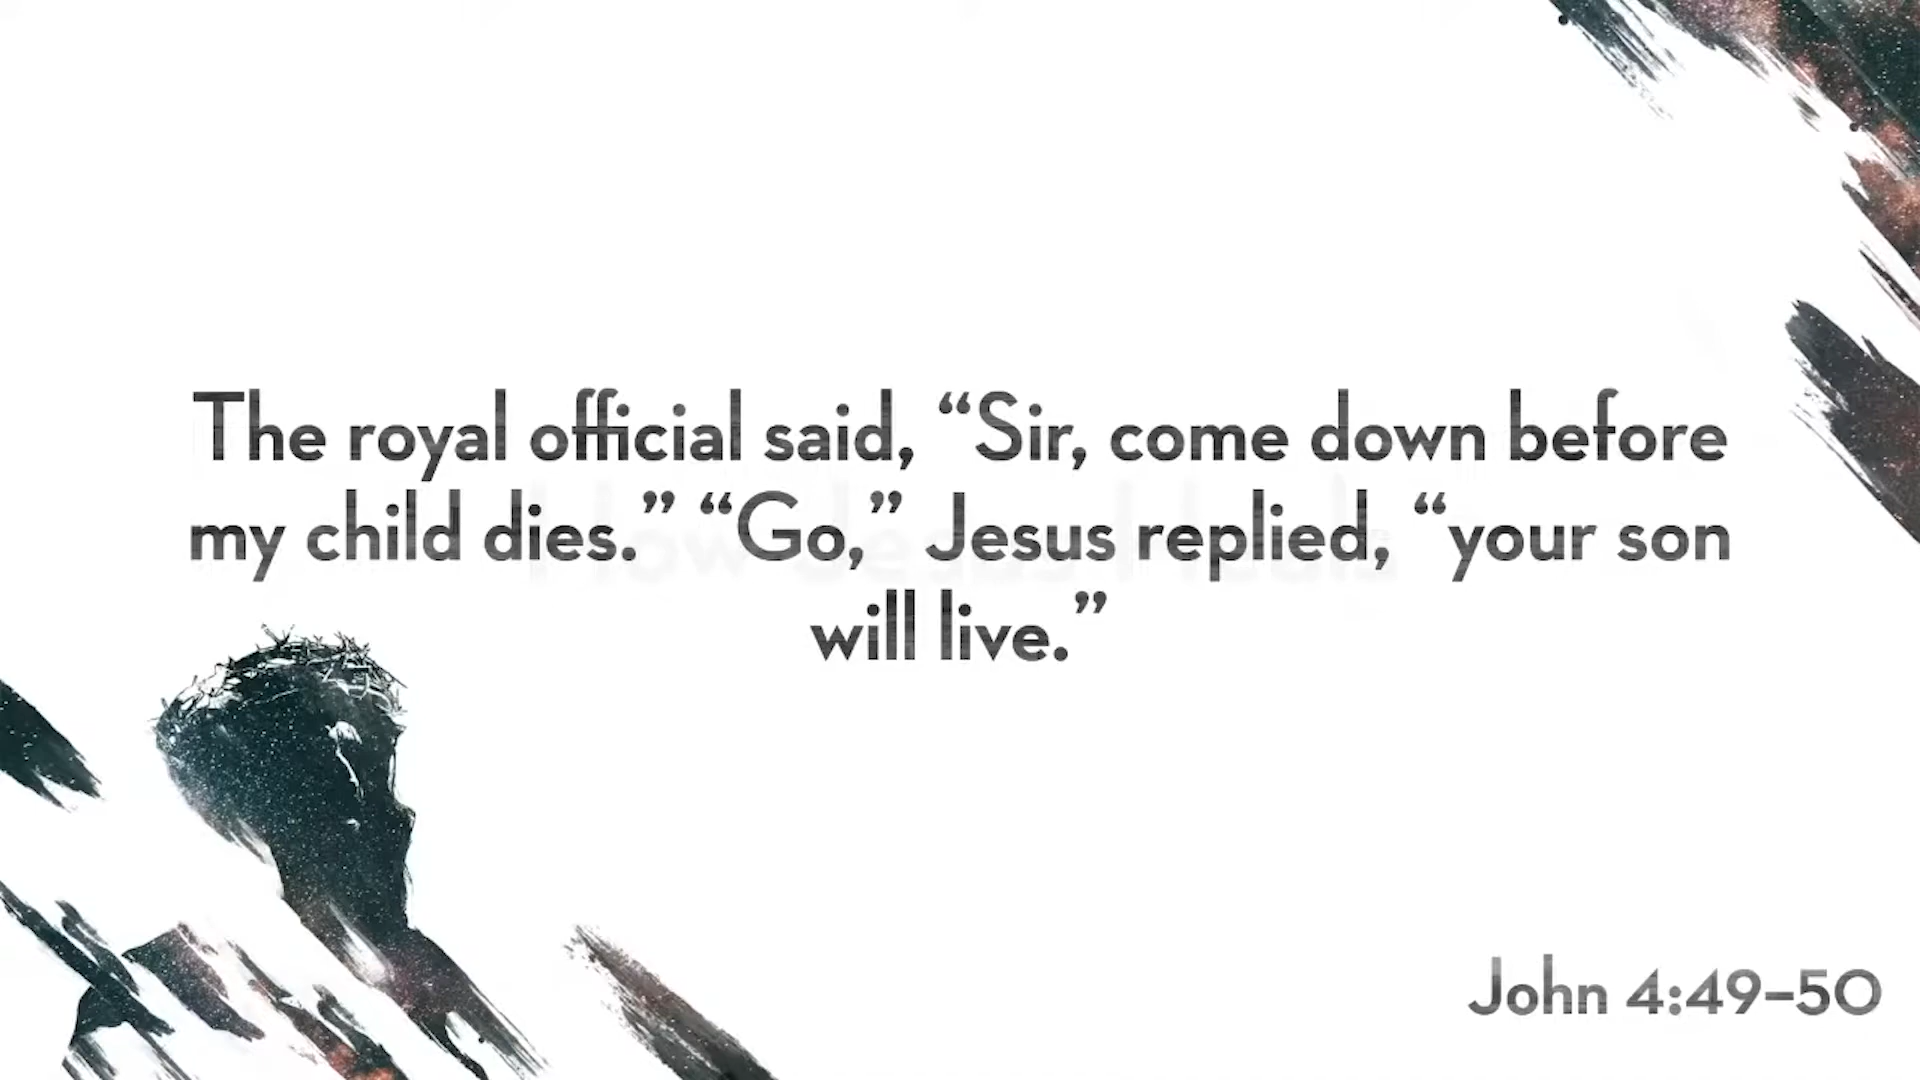 The royal official said, “Sir, come down before
my child dies.” “Go,” Jesus replied, “your son
will live.”
John 4:49–50